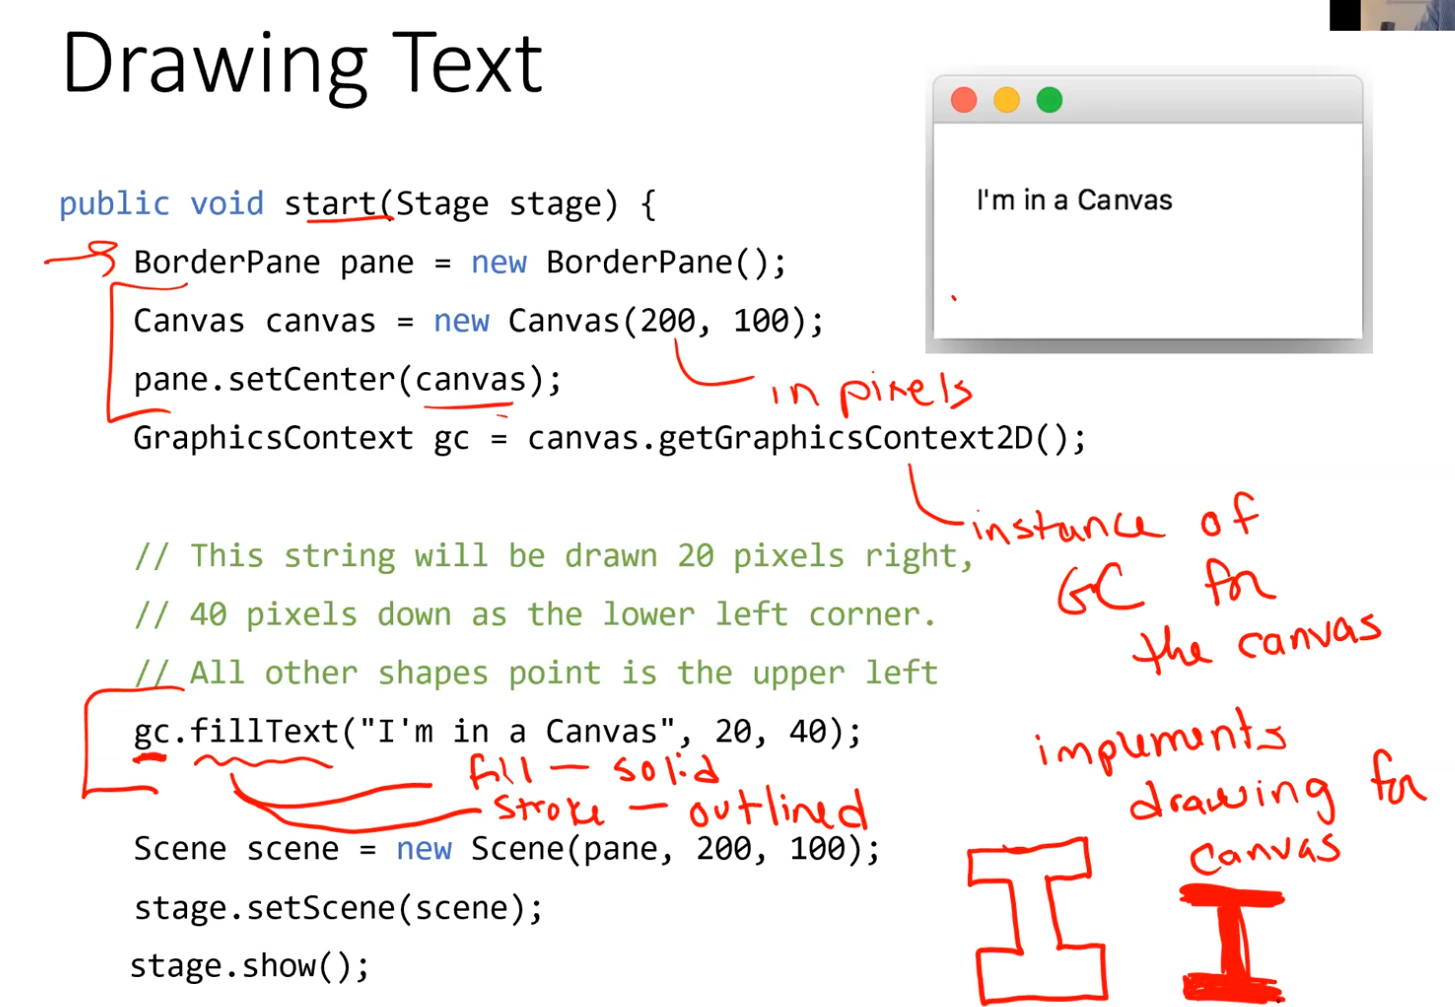 Drawing Text
I'm in a Canvas
public void start(Stage stage) {
BorderPane pane = new BorderPane();
Canvas canvas = new Canvas(200, 100);
pane.setCenter(canvas);
in pixels
GraphicsContext gc = canvas.getGraphicsContext2D();
instance of
GC for
the canvas
// This string will be drawn 20 pixels right,
// 40 pixels down as the lower left corner.
// All other shapes point is the upper left
gc.fillText("I'm in a Canvas", 20, 40);
fill — solid
stroke — outlined
implements
drawing for
canvas
Scene scene = new Scene(pane, 200, 100);
stage.setScene(scene);
stage.show();
I I